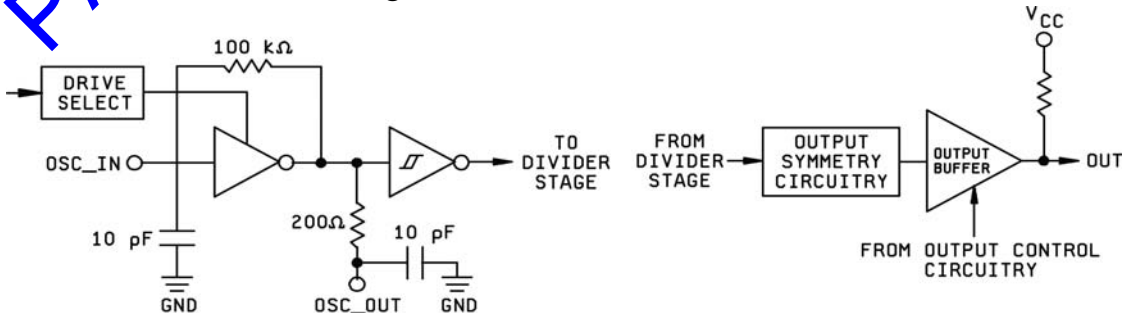 100 kΩ
DRIVE
SELECT
OSC_IN
10 pF
GND
200Ω
10 pF
OSC_OUT
GND
TO
DIVIDER
STAGE
FROM
DIVIDER
STAGE
OUTPUT
SYMMETRY
CIRCUITRY
OUTPUT
BUFFER
VCC
OUT
FROM OUTPUT CONTROL
CIRCUITRY